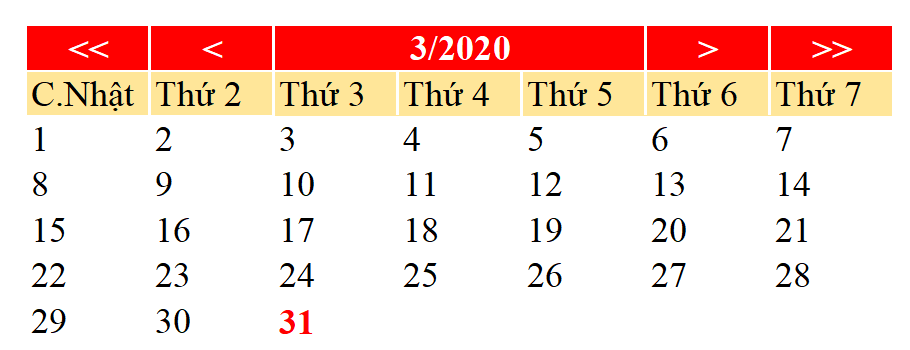 << < 3/2020 > >>
C.Nhật Thứ 2 Thứ 3 Thứ 4 Thứ 5 Thứ 6 Thứ 7
1 2 3 4 5 6 7
8 9 10 11 12 13 14
15 16 17 18 19 20 21
22 23 24 25 26 27 28
29 30 31